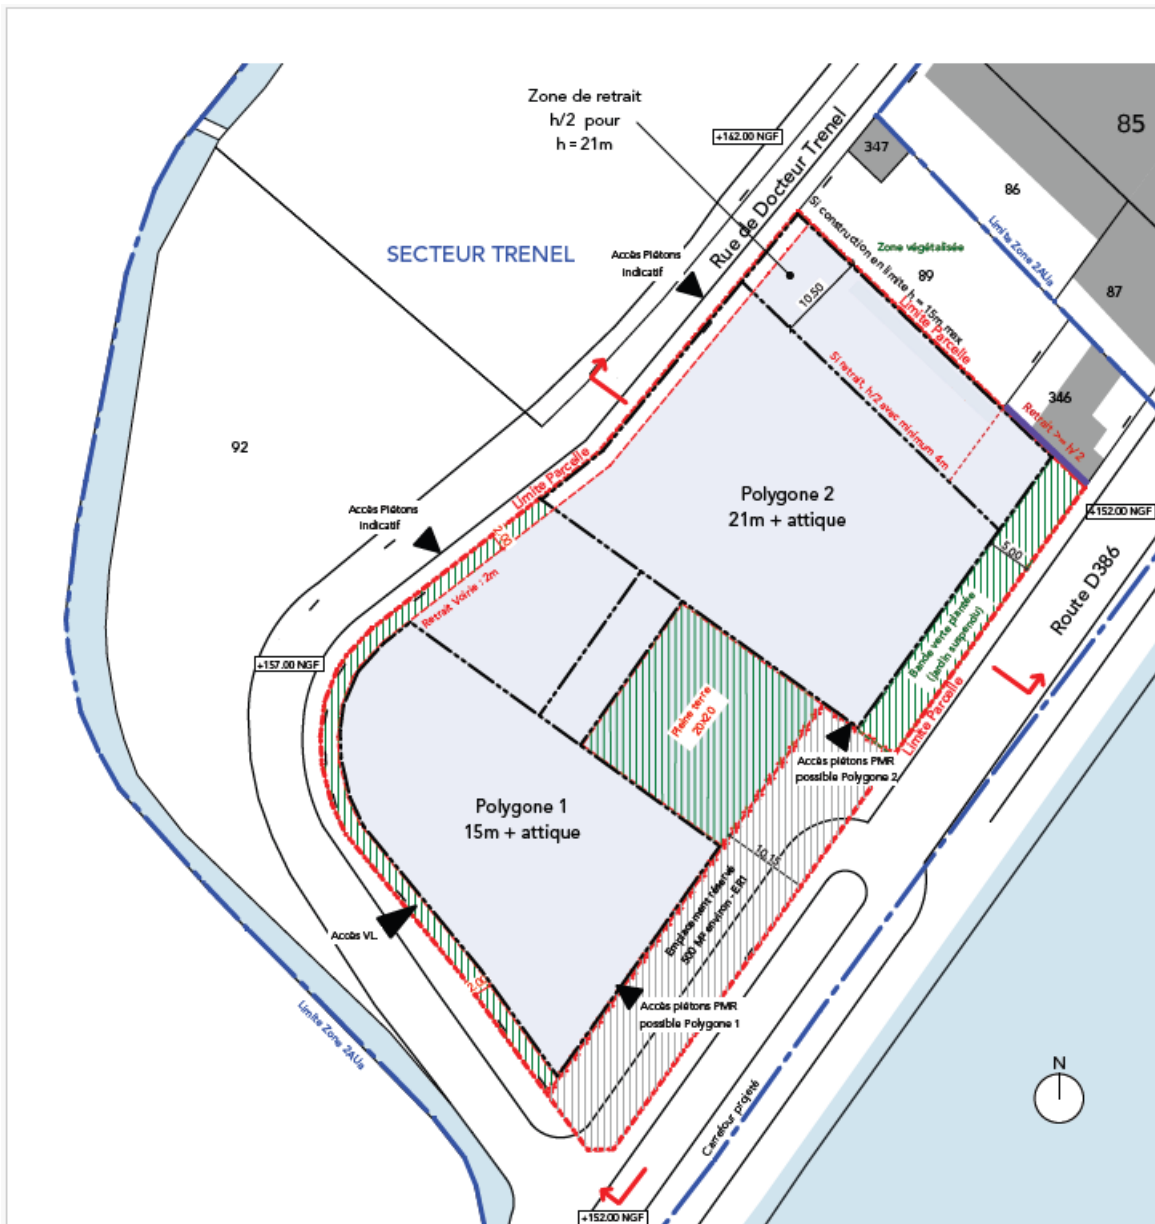 Zone de retrait
h/2 pour
h = 21m
+162.00 NGF
85
347
86
Rue de Docteur Trenel
Si construction en limite h = 15m max
Zone végétalisée
89
Limite Zone 2AUa
SECTEUR TRENEL
Accès Piétons
Indicatif
10,50
Limite Parcelle
87
Si retrait, h/2 avec minimum 4m
346
Retrait >= h/2
92
Limite Parcelle
Polygone 2
21m + attique
Accès Piétons
Indicatif
+152.00 NGF
2,00
5,00
Retrait Voirie : 2m
Route D386
Bande verte plantée
(jardin suspendu)
+157.00 NGF
Pleine terre
20x20
Limite Parcelle
Accès piétons PMR
possible Polygone 2
Polygone 1
15m + attique
10,15
Emplacement réservé
500 M² environ - ER1
Accès VL
2,00
Accès piétons PMR
possible Polygone 1
Limite Zone 2AUa
N
Carrefour projeté
+152.00 NGF